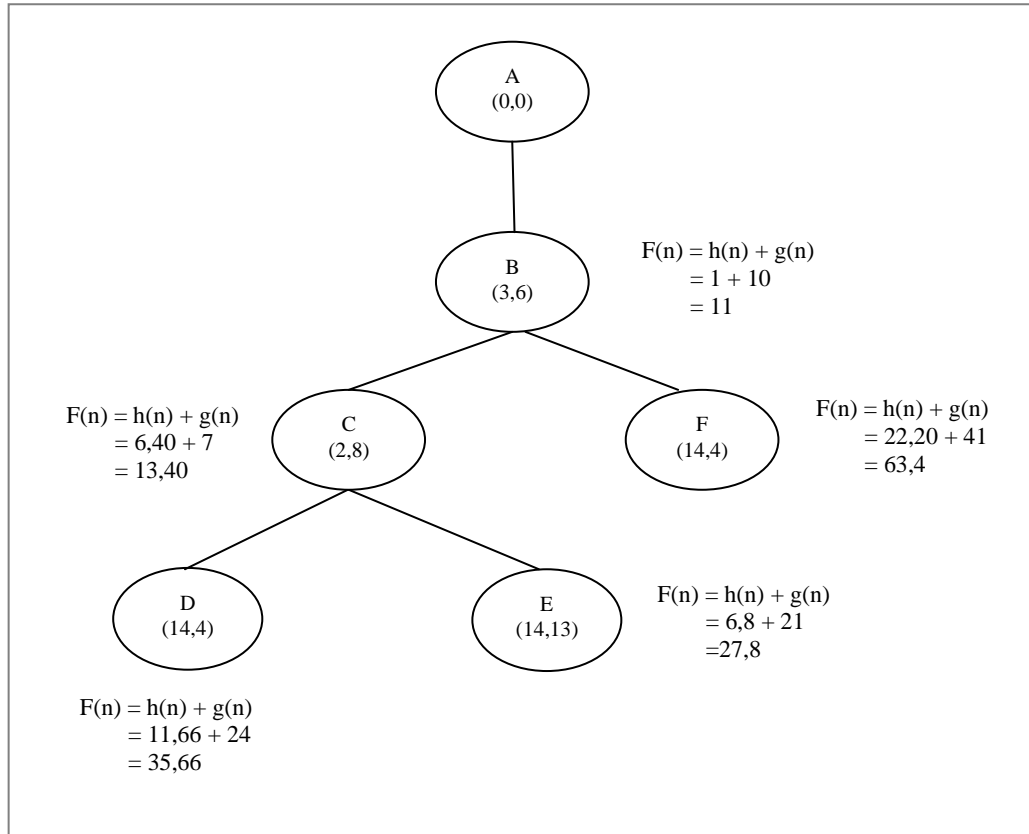 A
(0,0)
B
(3,6)
F(n) = h(n) + g(n)
= 1 + 10
= 11
F(n) = h(n) + g(n)
= 6,40 + 7
= 13,40
C
(2,8)
F
(14,4)
F(n) = h(n) + g(n)
= 22,20 + 41
= 63,4
D
(14,4)
E
(14,13)
F(n) = h(n) + g(n)
= 6,8 + 21
=27,8
F(n) = h(n) + g(n)
= 11,66 + 24
= 35,66